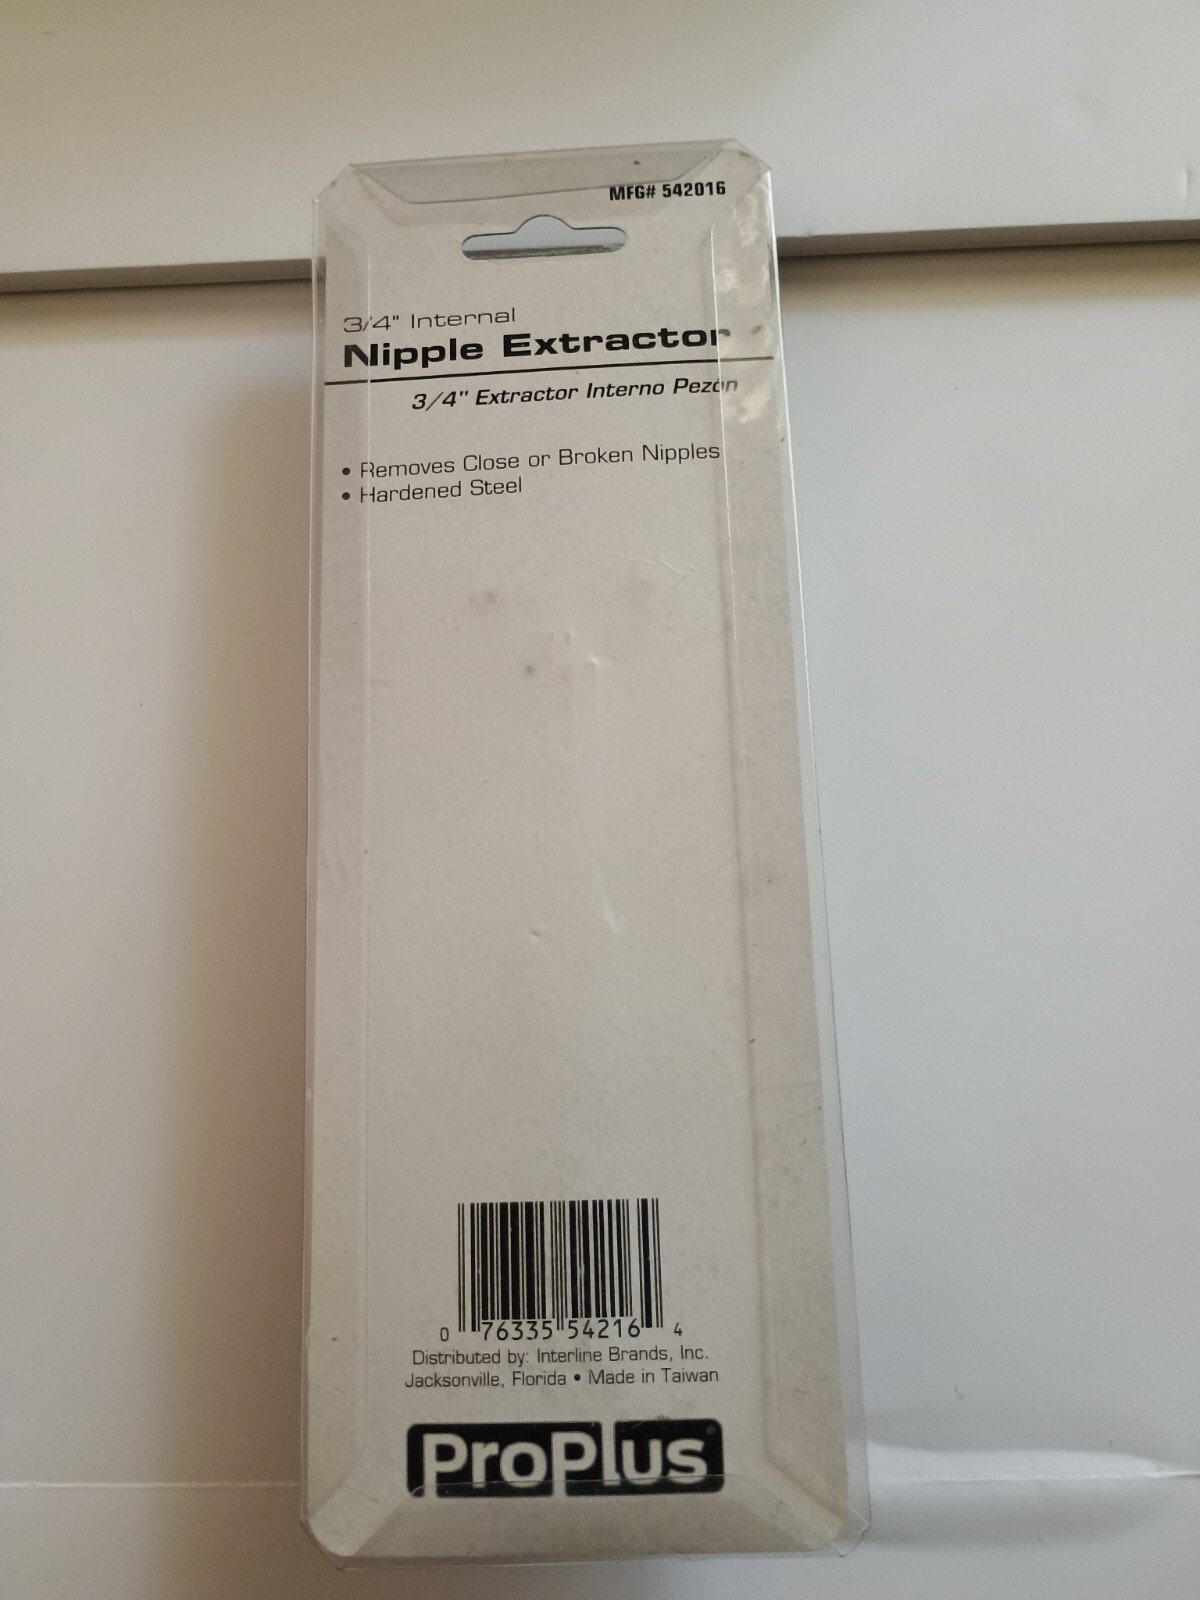 MFG# 542016
3/4" Internal
Nipple Extractor
3/4" Extractor Interno Pezón
• Removes Close or Broken Nipples
• Hardened Steel
0 76335 54216 4
Distributed by: Interline Brands, Inc.
Jacksonville, Florida • Made in Taiwan
ProPlus®